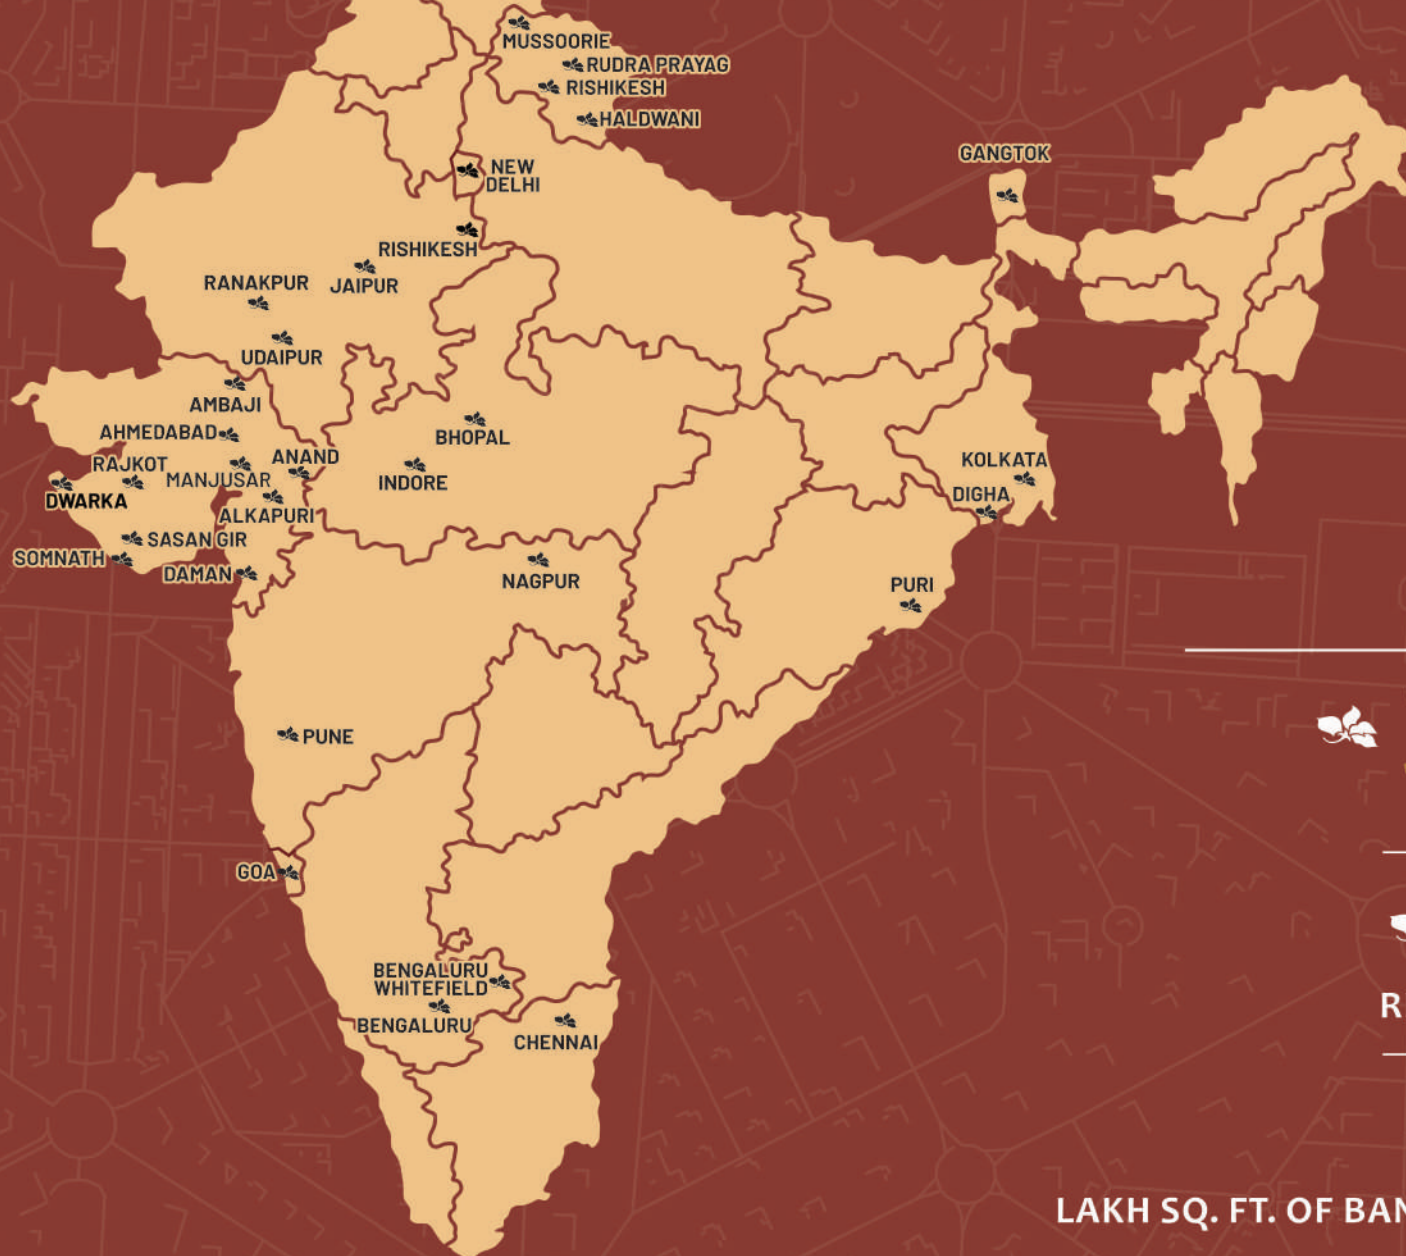 MUSSOORIE
RUDRA PRAYAG
RISHIKESH
HALDWANI
GANGTOK
NEW
DELHI
RISHIKESH
RANAKPUR
JAIPUR
UDAIPUR
AMBAJI
AHMEDABAD
BHOPAL
RAJKOT
ANAND
MANJUSAR
INDORE
KOLKATA
DWARKA
DIGHA
ALKAPURI
SASAN GIR
SOMNATH
DAMAN
NAGPUR
PURI
PUNE
GOA
BENGALURU
WHITEFIELD
BENGALURU
CHENNAI
R
LAKH SQ. FT. OF BAN